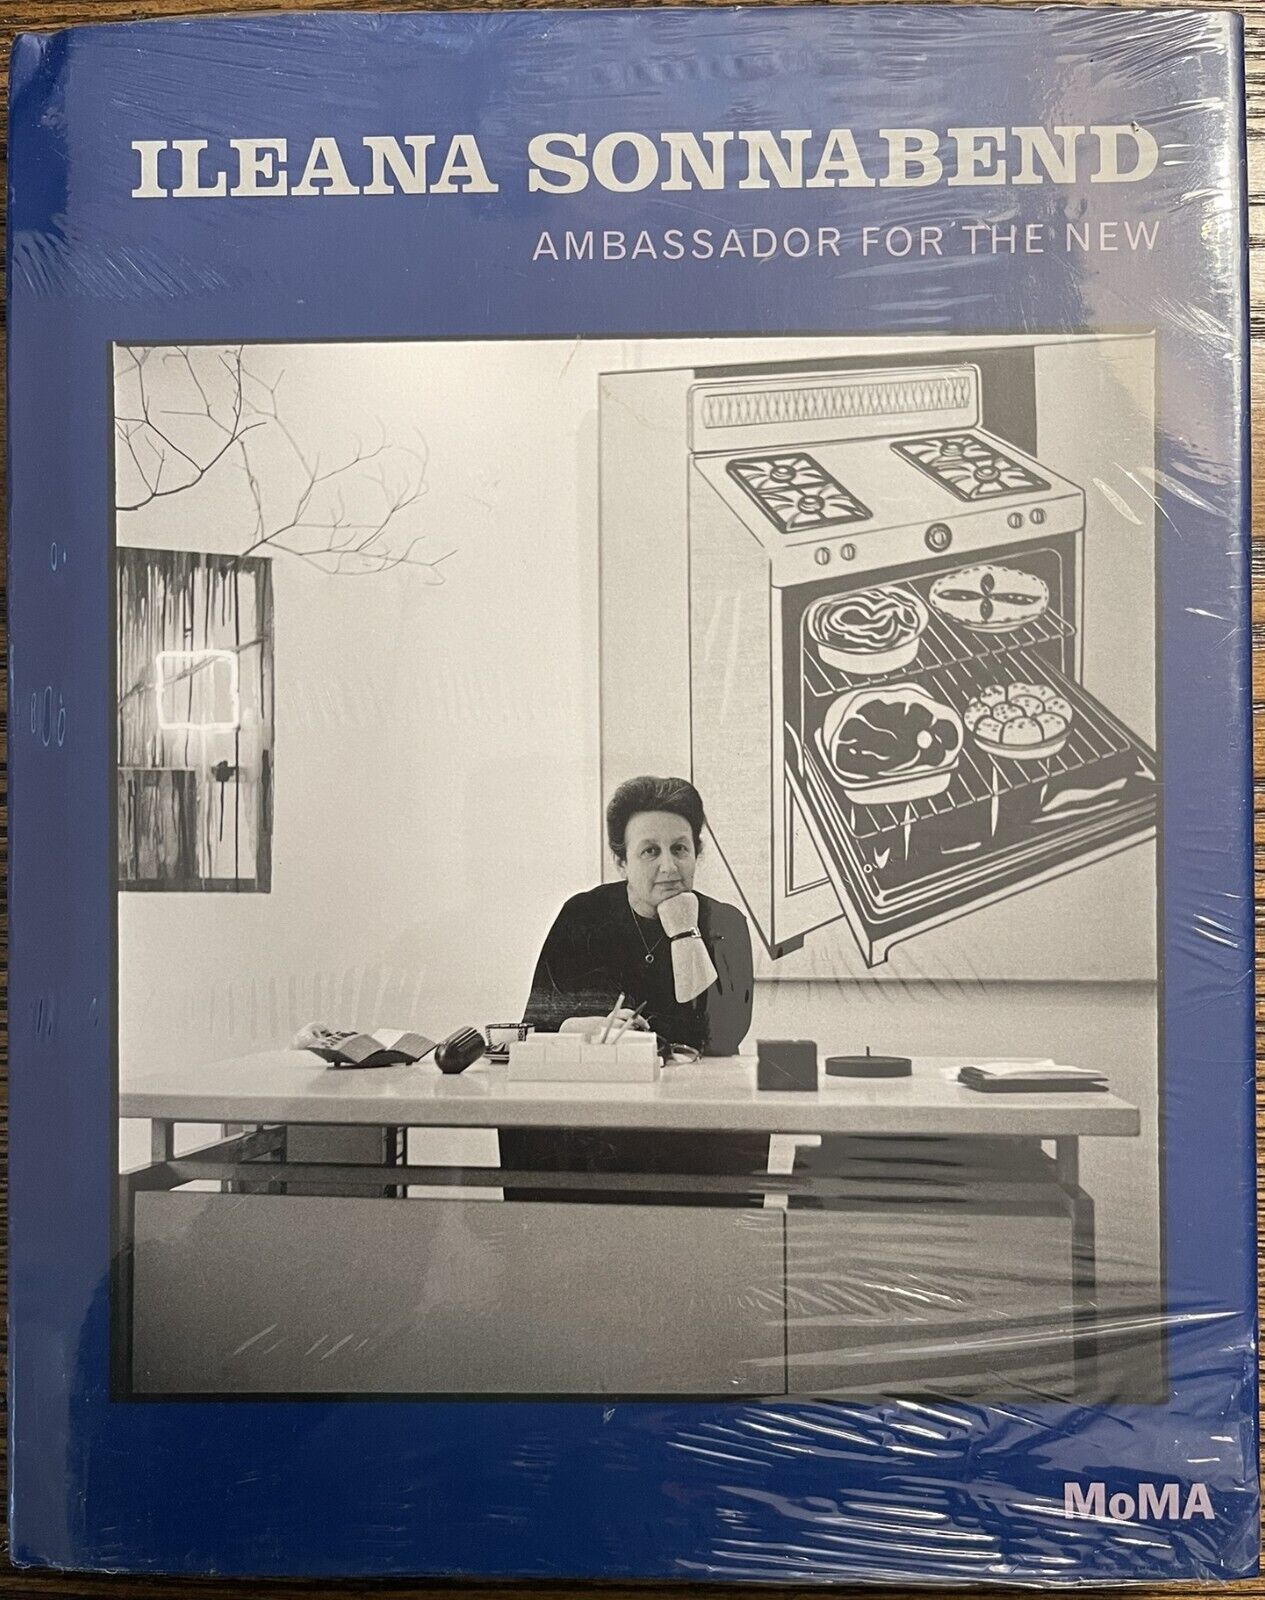 ILEANA SONNABEND
AMBASSADOR FOR THE NEW
MoMA